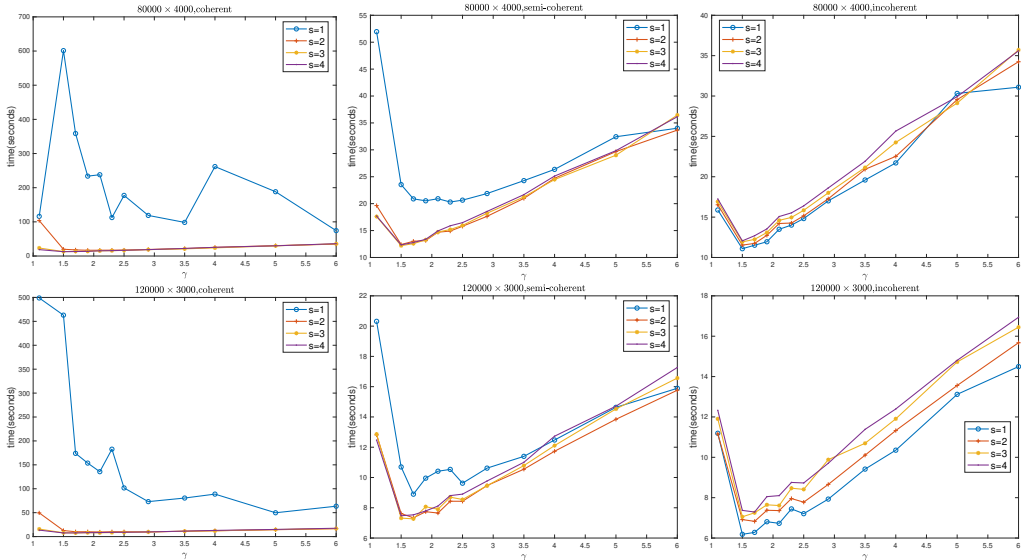 80000 × 4000,coherent
time(seconds)
700
600
500
400
300
200
100
0
1
1.5
2
2.5
3
3.5
4
4.5
5
5.5
6
γ
s=1
s=2
s=3
s=4
80000 × 4000,semi-coherent
time(seconds)
55
50
45
40
35
30
25
20
15
10
1
1.5
2
2.5
3
3.5
4
4.5
5
5.5
6
γ
s=1
s=2
s=3
s=4
80000 × 4000,incoherent
time(seconds)
40
35
30
25
20
15
10
1
1.5
2
2.5
3
3.5
4
4.5
5
5.5
6
γ
s=1
s=2
s=3
s=4
120000 × 3000,coherent
time(seconds)
500
450
400
350
300
250
200
150
100
50
0
1
1.5
2
2.5
3
3.5
4
4.5
5
5.5
6
γ
s=1
s=2
s=3
s=4
120000 × 3000,semi-coherent
time(seconds)
22
20
18
16
14
12
10
8
6
1
1.5
2
2.5
3
3.5
4
4.5
5
5.5
6
γ
s=1
s=2
s=3
s=4
120000 × 3000,incoherent
time(seconds)
18
16
14
12
10
8
6
1
1.5
2
2.5
3
3.5
4
4.5
5
5.5
6
γ
s=1
s=2
s=3
s=4